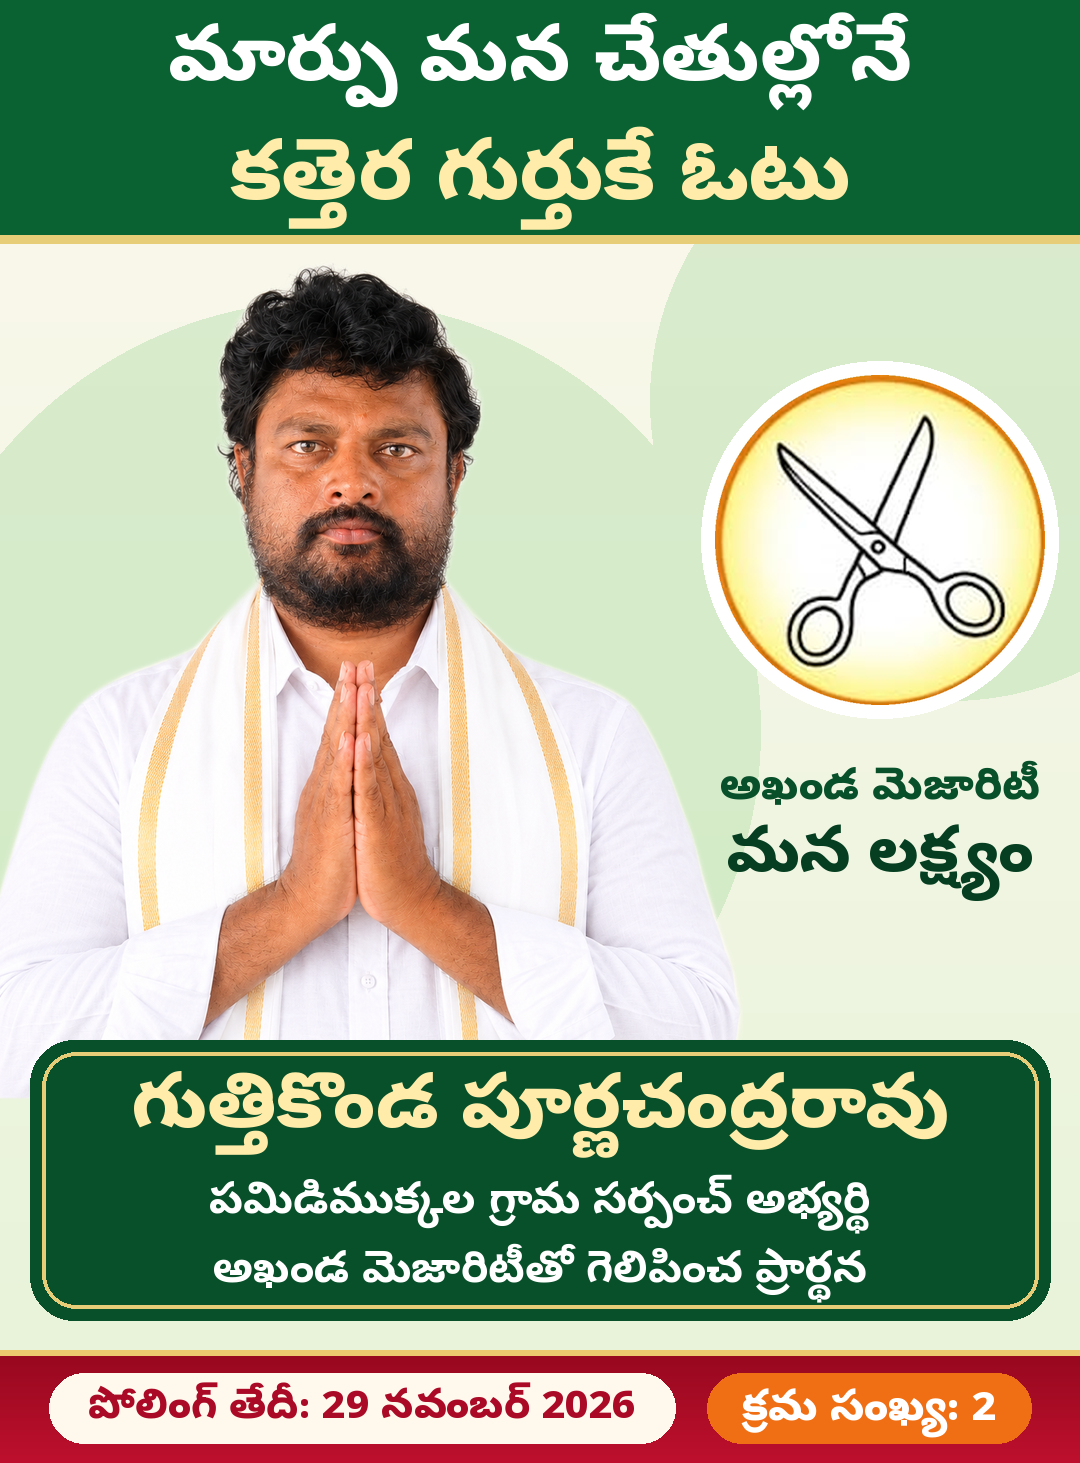 మార్పు మన చేతుల్లోనే
కత్తెర గుర్తుకే ఓటు
అఖండ మెజారిటీ
మన లక్ష్యం
గుత్తికొండ పూర్ణచంద్రరావు
పమిడిముక్కల గ్రామ సర్పంచ్ అభ్యర్థి
అఖండ మెజారిటీతో గెలిపించ ప్రార్థన
పోలింగ్ తేదీ: 29 నవంబర్ 2026
క్రమ సంఖ్య: 2